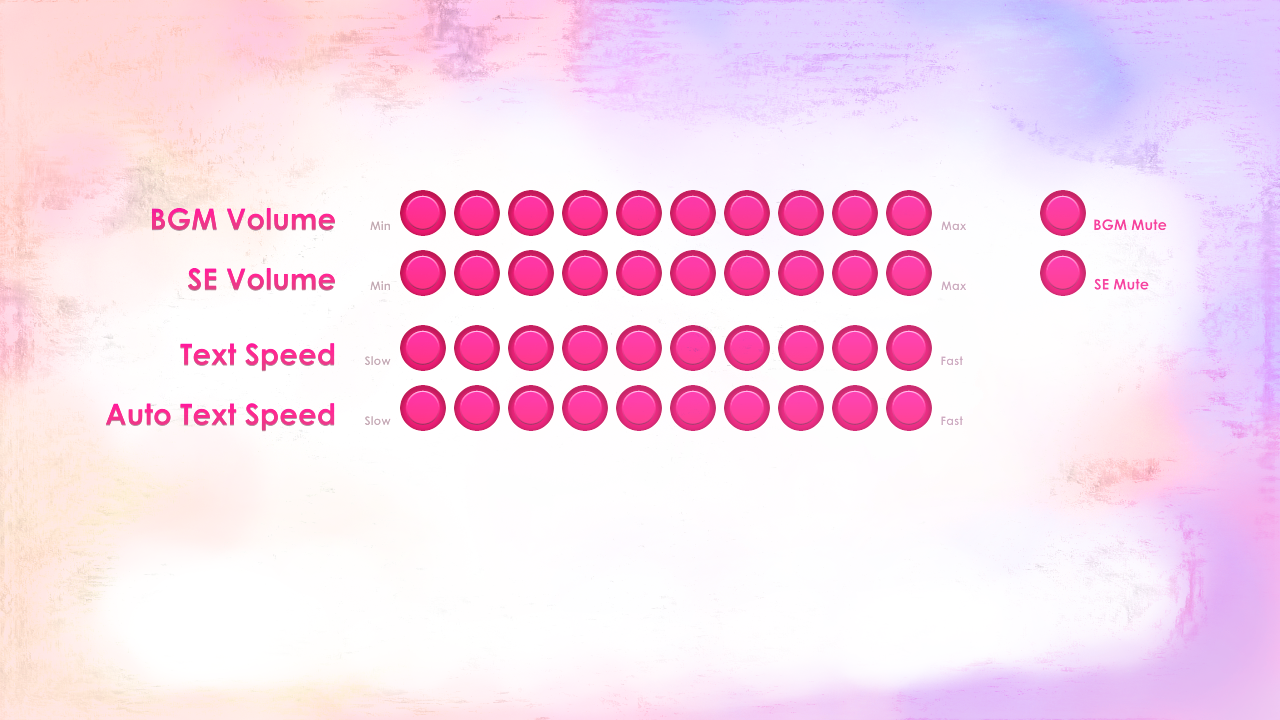 BGM Volume Min Max BGM Mute
SE Volume Min Max SE Mute
Text Speed Slow Fast
Auto Text Speed Slow Fast